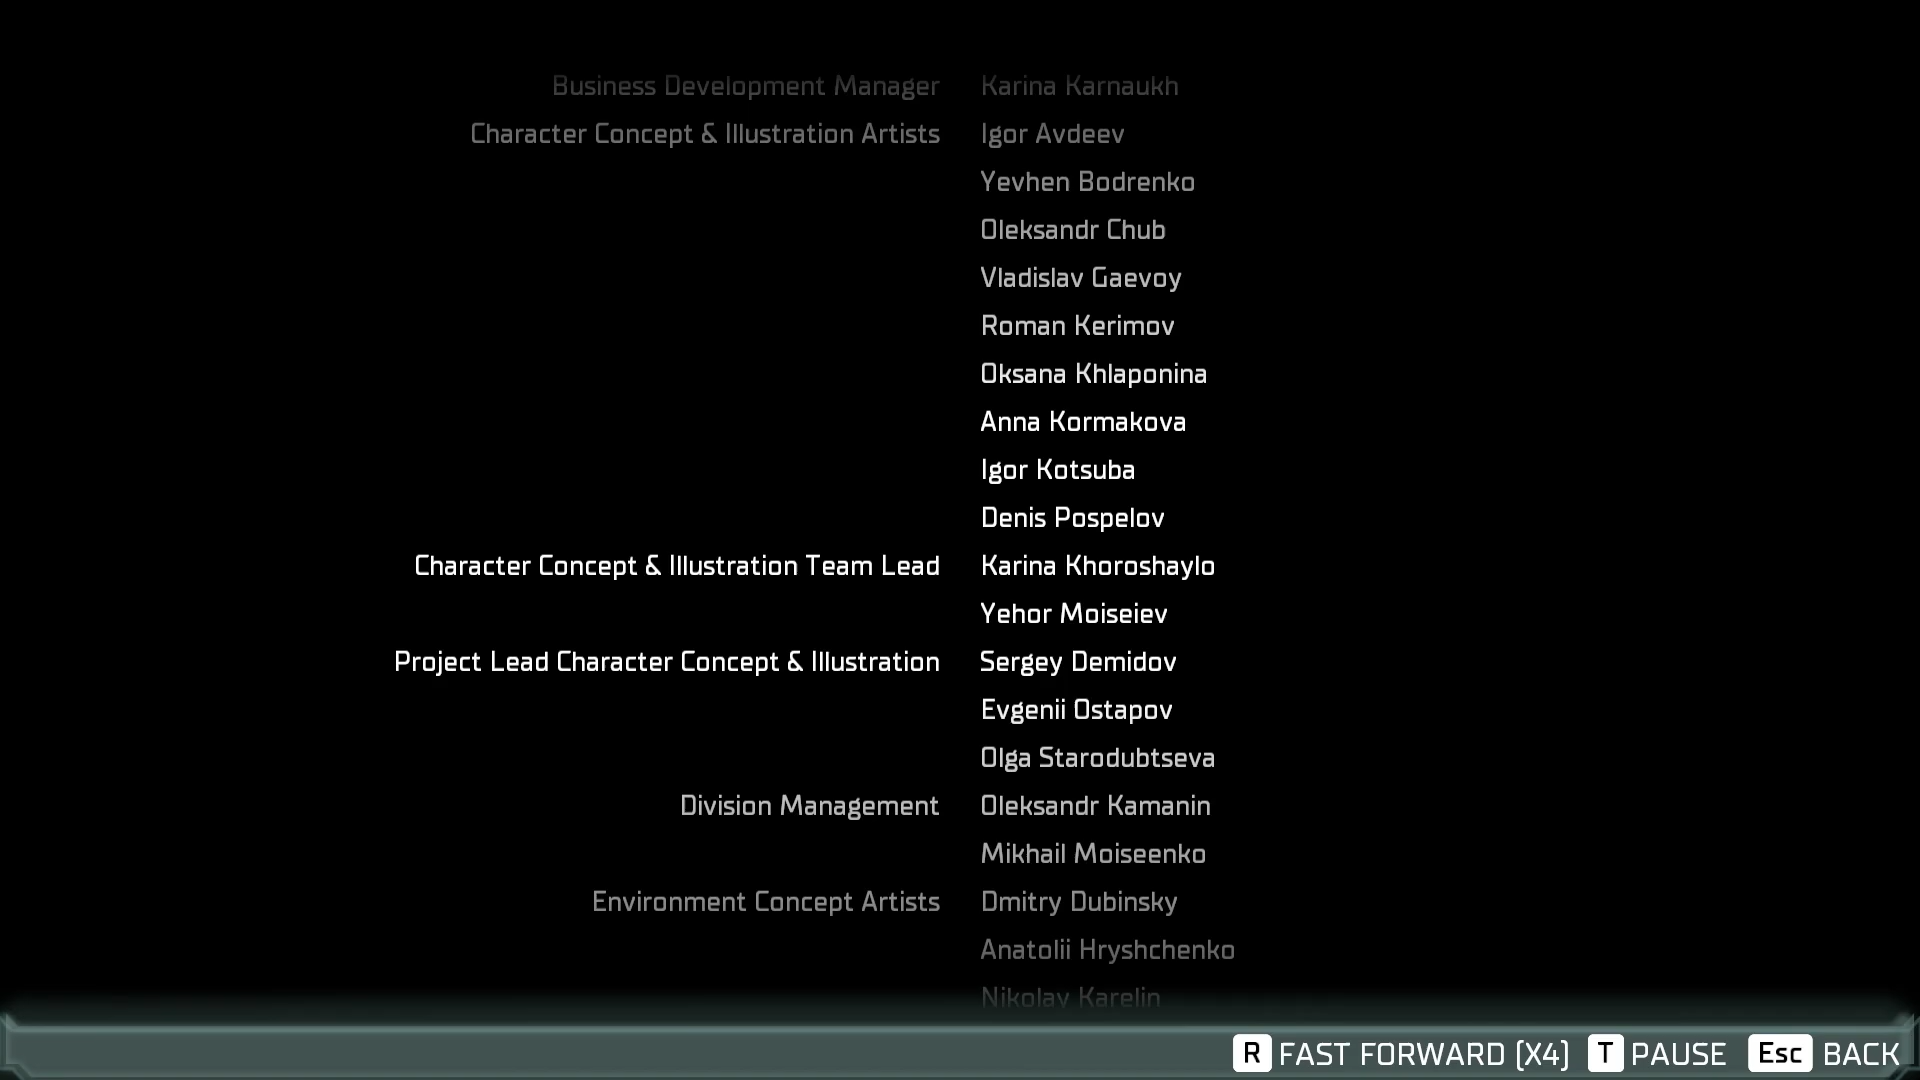 Business Development Manager Karina Karnaukh
Character Concept & Illustration Artists Igor Avdeev
Yevhen Bodrenko
Oleksandr Chub
Vladislav Gaevoy
Roman Kerimov
Oksana Khlaponina
Anna Kormakova
Igor Kotsuba
Denis Pospelov
Character Concept & Illustration Team Lead Karina Khoroshaylo
Yehor Moiseiev
Project Lead Character Concept & Illustration Sergey Demidov
Evgenii Ostapov
Olga Starodubtseva
Division Management Oleksandr Kamanin
Mikhail Moiseenko
Environment Concept Artists Dmitry Dubinsky
Anatolii Hryshchenko
Nikolay Karelin
R FAST FORWARD (X4) T PAUSE Esc BACK